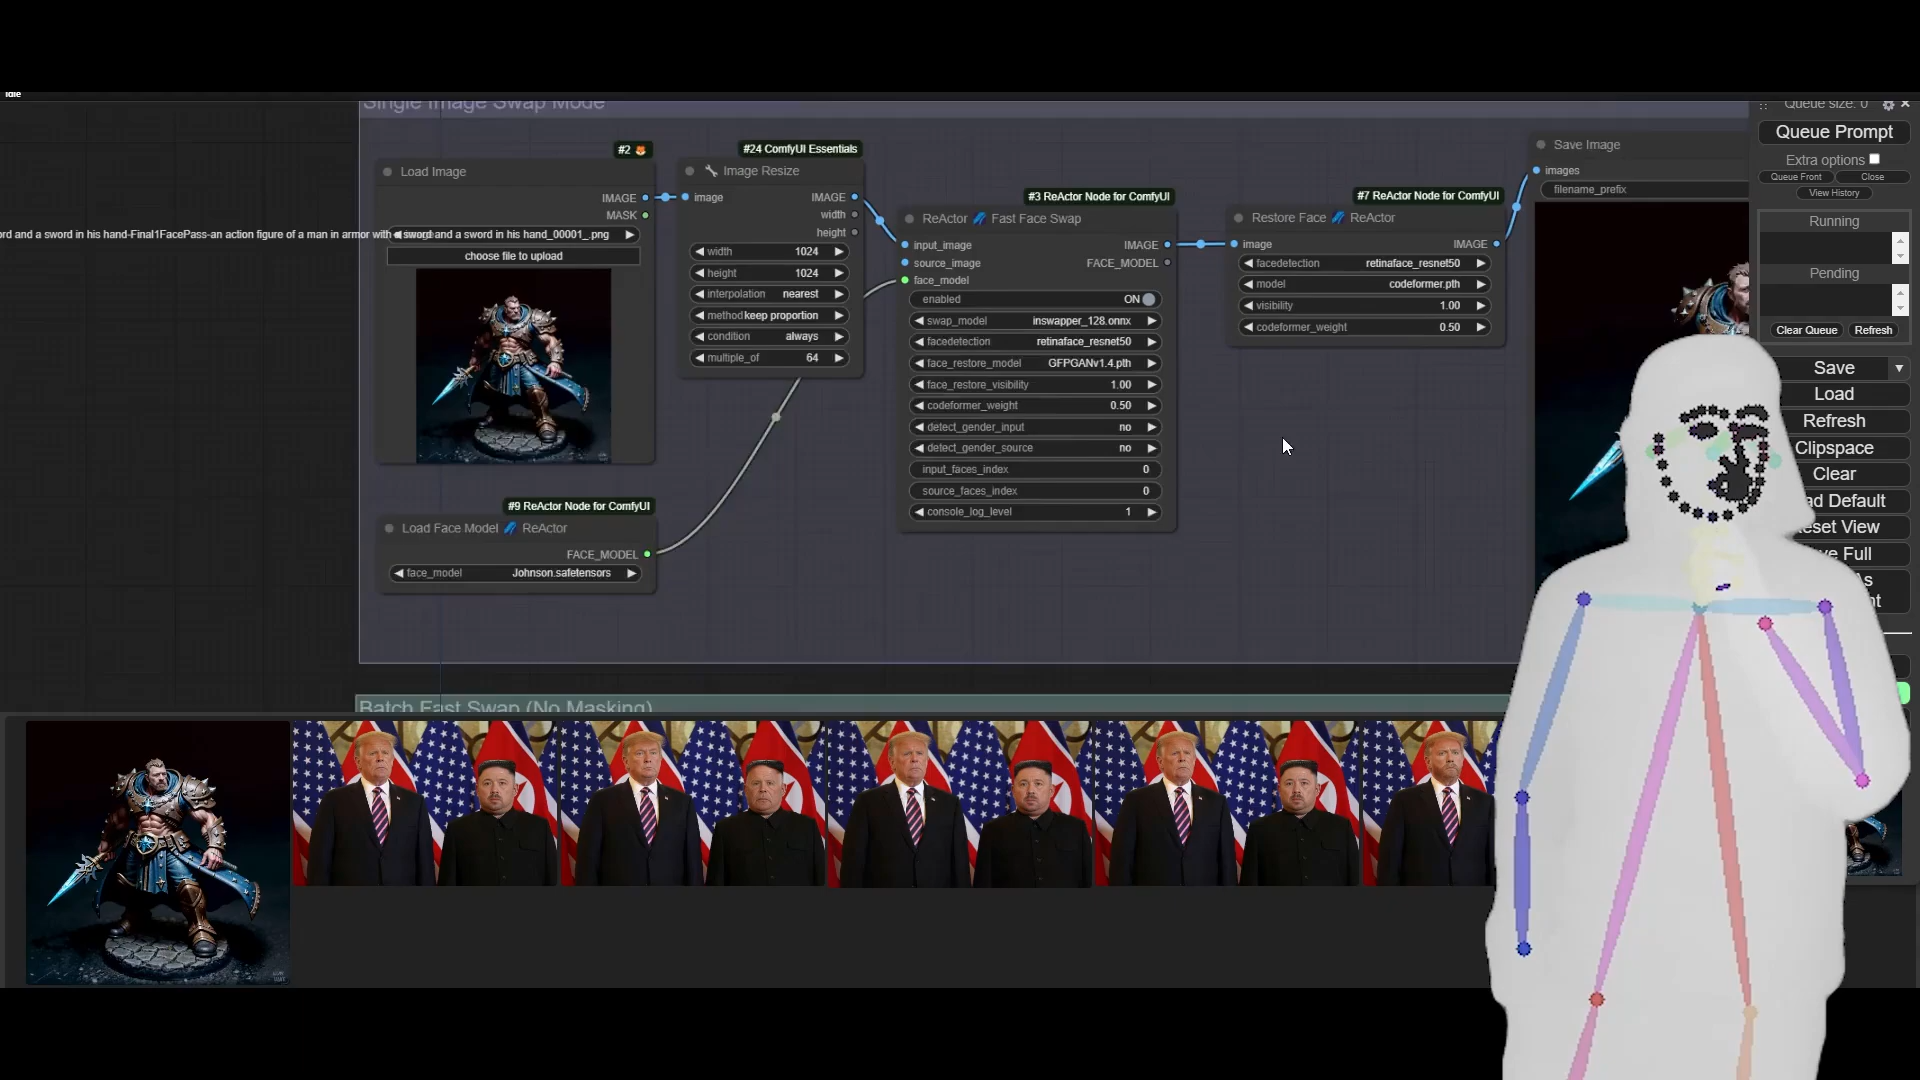 Idle
Single Image Swap Mode
Queue size: 0
Queue Prompt
Extra options
Queue Front
Close
View History
Running
Pending
Clear Queue
Refresh
Save
Load
Refresh
Clipspace
Clear
Default
Reset View
Full
#2
Load Image
IMAGE
MASK
ord and a sword in his hand-Final1FacePass-an action figure of a man in armor with a sword and a sword in his hand_00001_.png
choose file to upload
#24 ComfyUI Essentials
Image Resize
image IMAGE
width
height
width 1024
height 1024
interpolation nearest
method keep proportion
condition always
multiple_of 64
#3 ReActor Node for ComfyUI
ReActor Fast Face Swap
input_image IMAGE
source_image FACE_MODEL
face_model
enabled ON
swap_model inswapper_128.onnx
facedetection retinaface_resnet50
face_restore_model GFPGANv1.4.pth
face_restore_visibility 1.00
codeformer_weight 0.50
detect_gender_input no
detect_gender_source no
input_faces_index 0
source_faces_index 0
console_log_level 1
#7 ReActor Node for ComfyUI
Restore Face ReActor
image IMAGE
facedetection retinaface_resnet50
model codeformer.pth
visibility 1.00
codeformer_weight 0.50
Save Image
images
filename_prefix
#9 ReActor Node for ComfyUI
Load Face Model ReActor
FACE_MODEL
face_model Johnson.safetensors
Batch Fast Swap (No Masking)